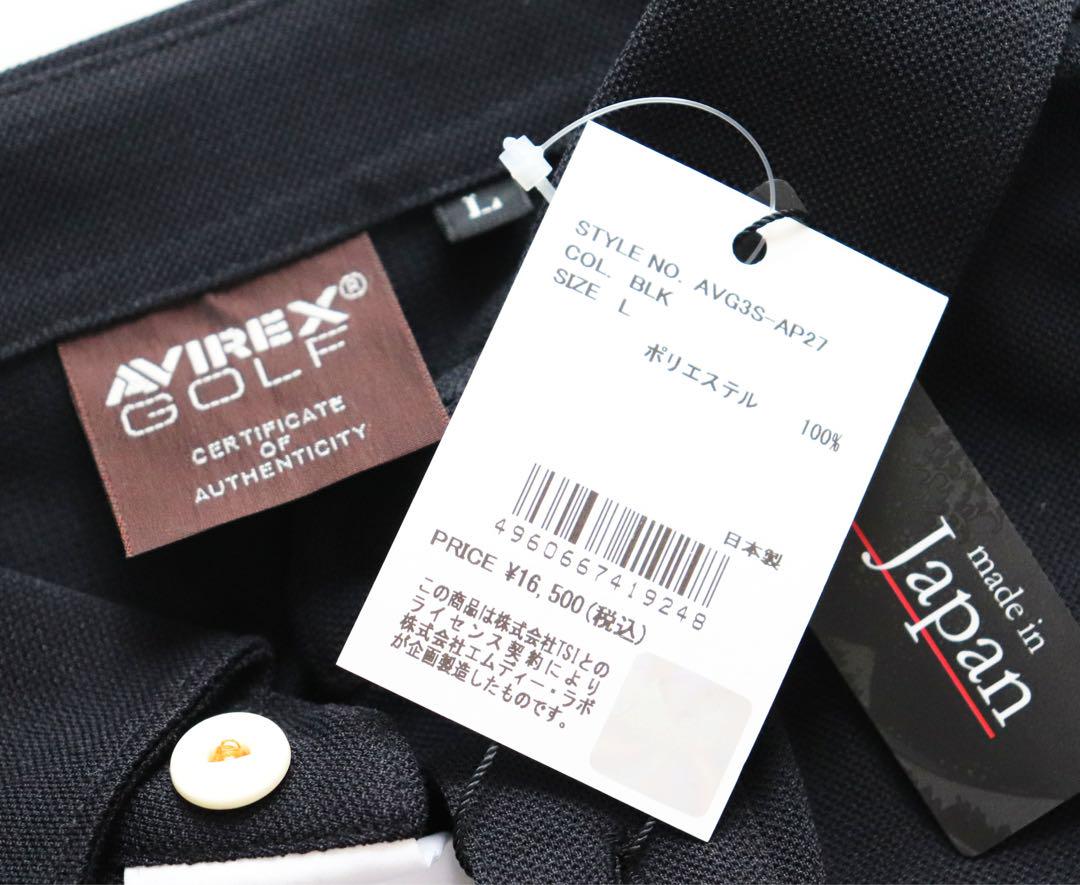 L
AVIREX®
GOLF
CERTIFICATE
OF
AUTHENTICITY
STYLE NO. AVG3S-AP27
COL. BLK
SIZE L
ポリエステル 100%
4960667419248
日本製
PRICE ¥16,500(税込)
この商品は株式会社TSIとの
ライセンス契約により
株式会社エムディー・ラボ
が企画製造したものです。
made in
Japan